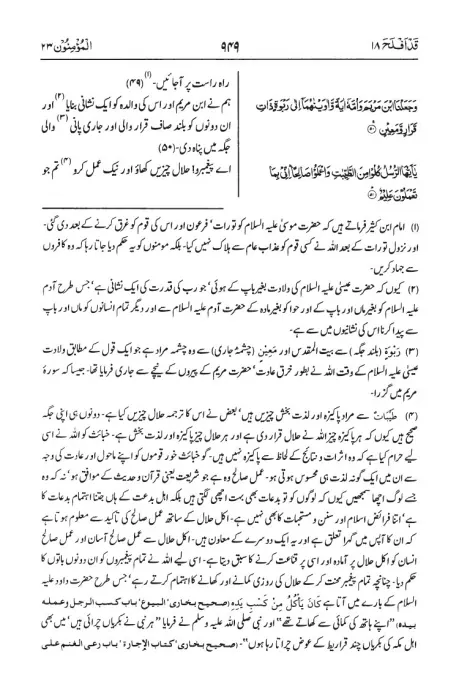 قد أفلح ١٨
٩٤٩
المؤمنون ٢٣
راہ راست پر آجائیں۔ (۱) (۴۹)
وَجَعَلْنَا ابْنَ مَرْيَمَ وَأُمَّهُ آيَةً وَآوَيْنَاهُمَا إِلَىٰ رَبْوَةٍ ذَاتِ
قَرَارٍ وَمَعِينٍ ۝
ہم نے ابن مریم اور اس کی والدہ کو ایک نشانی بنایا (۲) اور
ان دونوں کو بلند صاف قرار والی اور جاری پانی (۳) والی
جگہ میں پناہ دی۔ (۵۰)
يَا أَيُّهَا الرُّسُلُ كُلُوا مِنَ الطَّيِّبَاتِ وَاعْمَلُوا صَالِحًا إِنِّي بِمَا
تَعْمَلُونَ عَلِيمٌ ۝
اے پیغمبرو! حلال چیزیں کھاؤ اور نیک عمل کرو (۴) تم جو
(۱) امام ابن کثیر فرماتے ہیں کہ حضرت موسیٰ علیہ السلام کو تورات، فرعون اور اس کی قوم کو غرق کرنے کے بعد دی گئی۔
اور نزول تورات کے بعد اللہ نے کسی قوم کو عذاب عام سے ہلاک نہیں کیا۔ بلکہ مومنوں کو یہ حکم دیا جاتا رہا کہ وہ کافروں
سے جہاد کریں۔
(۲) کیوں کہ حضرت عیسیٰ علیہ السلام کی ولادت بغیر باپ کے ہوئی، جو رب کی قدرت کی ایک نشانی ہے، جس طرح آدم
علیہ السلام کو بغیر ماں اور باپ کے اور حوا کو بغیر مادہ کے حضرت آدم علیہ السلام سے اور دیگر تمام انسانوں کو ماں اور باپ
سے پیدا کرنا اس کی نشانیوں میں سے ہے۔
(۳) رَبْوَةٍ (بلند جگہ) سے بیت المقدس اور مَعِينٍ (چشمۂ جاری) سے وہ چشمہ مراد ہے جو ایک قول کے مطابق ولادت
عیسیٰ علیہ السلام کے وقت اللہ نے بطور خرق عادت، حضرت مریم کے پیروں کے نیچے سے جاری فرمایا تھا۔ جیسا کہ سورۂ
مریم میں گزرا۔
(۴) طَيِّبَاتٌ سے مراد پاکیزہ اور لذت بخش چیزیں ہیں، بعض نے اس کا ترجمہ حلال چیزیں کیا ہے۔ دونوں ہی اپنی جگہ
صحیح ہیں کیوں کہ ہر پاکیزہ چیز اللہ نے حلال قرار دی ہے اور ہر حلال چیز پاکیزہ اور لذت بخش ہے۔ خبائث کو اللہ نے اسی
لیے حرام کیا ہے کہ وہ اثرات و نتائج کے لحاظ سے پاکیزہ نہیں ہیں۔ گو خبائث خور قوموں کو اپنے ماحول اور عادت کی وجہ
سے ان میں ایک گونہ لذت ہی محسوس ہوتی ہو۔ عمل صالح وہ ہے جو شریعت یعنی قرآن و حدیث کے موافق ہو، نہ کہ وہ
جسے لوگ اچھا سمجھیں کیوں کہ لوگوں کو تو بدعات بھی بہت اچھی لگتی ہیں بلکہ اہل بدعت کے ہاں جتنا اہتمام بدعات کا
ہے، اتنا فرائض اسلام اور سنن و مستحبات کا بھی نہیں ہے۔ اکل حلال کے ساتھ عمل صالح کی تاکید سے معلوم ہوتا ہے
کہ ان کا آپس میں گہرا تعلق ہے اور یہ ایک دوسرے کے معاون ہیں۔ اکل حلال سے عمل صالح آسان اور عمل صالح
انسان کو اکل حلال پر آمادہ اور اسی پر قناعت کرنے کا سبق دیتا ہے۔ اسی لیے اللہ نے تمام پیغمبروں کو ان دونوں باتوں کا
حکم دیا۔ چنانچہ تمام پیغمبر محنت کر کے حلال کی روزی کمانے اور کھانے کا اہتمام کرتے رہے، جس طرح حضرت داود علیہ
السلام کے بارے میں آتا ہے كَانَ يَأْكُلُ مِنْ كَسْبِ يَدِهِ (صحیح بخاری، البیوع، باب کسب الرجل وعمله
بیده) "اپنے ہاتھ کی کمائی سے کھاتے تھے" اور نبی صلی اللہ علیہ وسلم نے فرمایا "ہر نبی نے بکریاں چرائی ہیں، میں بھی
اہل مکہ کی بکریاں چند قراریط کے عوض چراتا رہا ہوں"۔ (صحیح بخاری، کتاب الإجارة، باب رعی الغنم علی